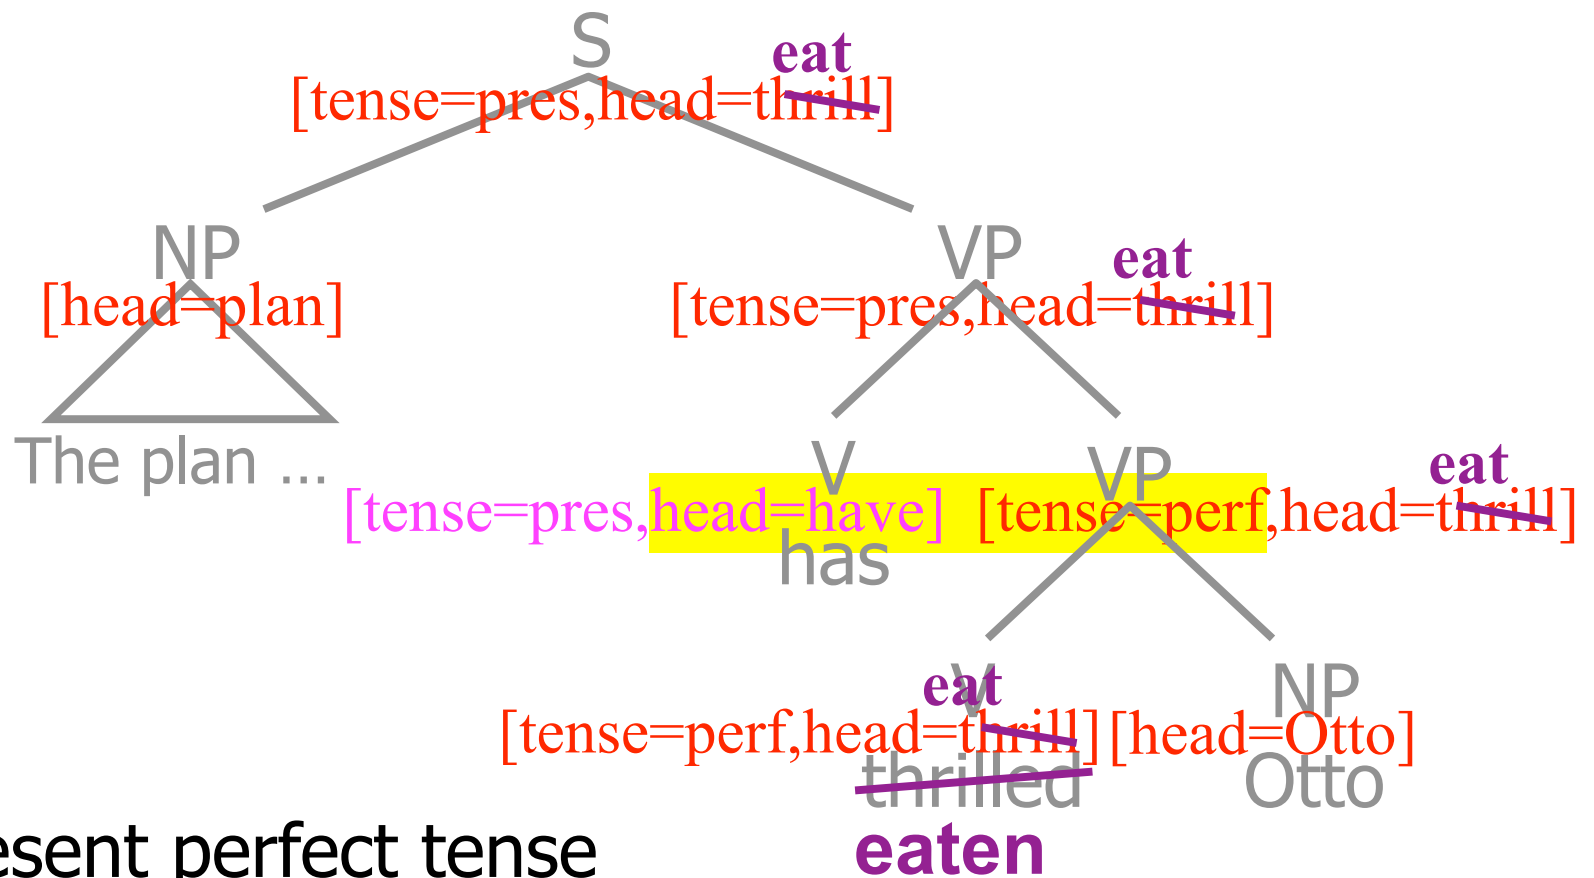 S
eat
[tense=pres,head=thrill]
NP
VP
eat
[head=plan]
[tense=pres,head=thrill]
The plan ...
V
VP
eat
[tense=pres,head=have] [tense=perf,head=thrill]
has
V
eat
NP
[tense=perf,head=thrill] [head=Otto]
thrilled
Otto
esent perfect tense
eaten